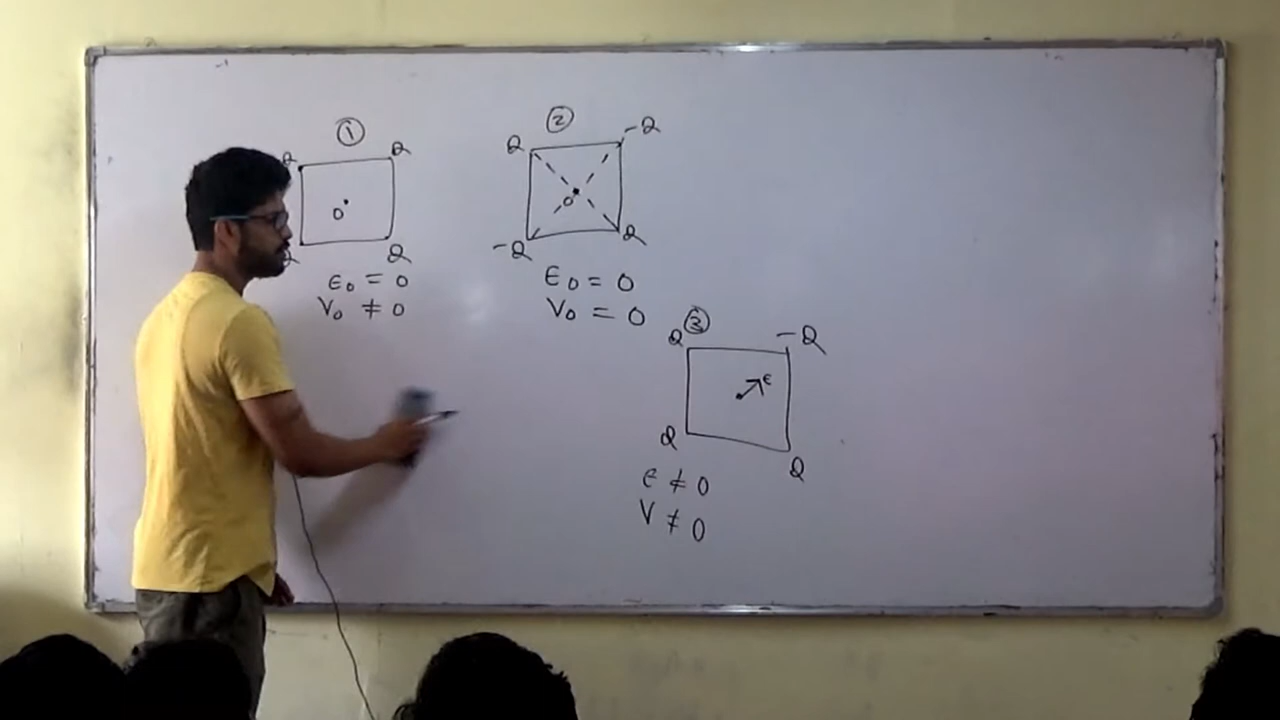 ①
Q Q
O
Q Q
E₀ = 0
V₀ ≠ 0
②
Q -Q
O
-Q Q
E₀ = 0
V₀ = 0
③
Q -Q
E
Q Q
E ≠ 0
V ≠ 0